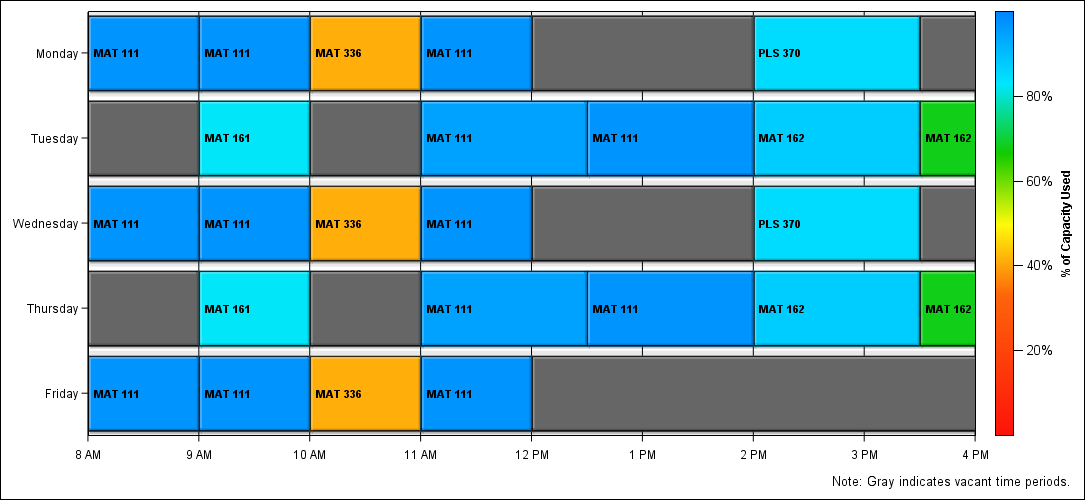 Monday MAT 111 MAT 111 MAT 336 MAT 111 PLS 370
Tuesday MAT 161 MAT 111 MAT 111 MAT 162 MAT 162
Wednesday MAT 111 MAT 111 MAT 336 MAT 111 PLS 370
Thursday MAT 161 MAT 111 MAT 111 MAT 162 MAT 162
Friday MAT 111 MAT 111 MAT 336 MAT 111
8 AM 9 AM 10 AM 11 AM 12 PM 1 PM 2 PM 3 PM 4 PM
80%
60%
40%
20%
% of Capacity Used
Note: Gray indicates vacant time periods.